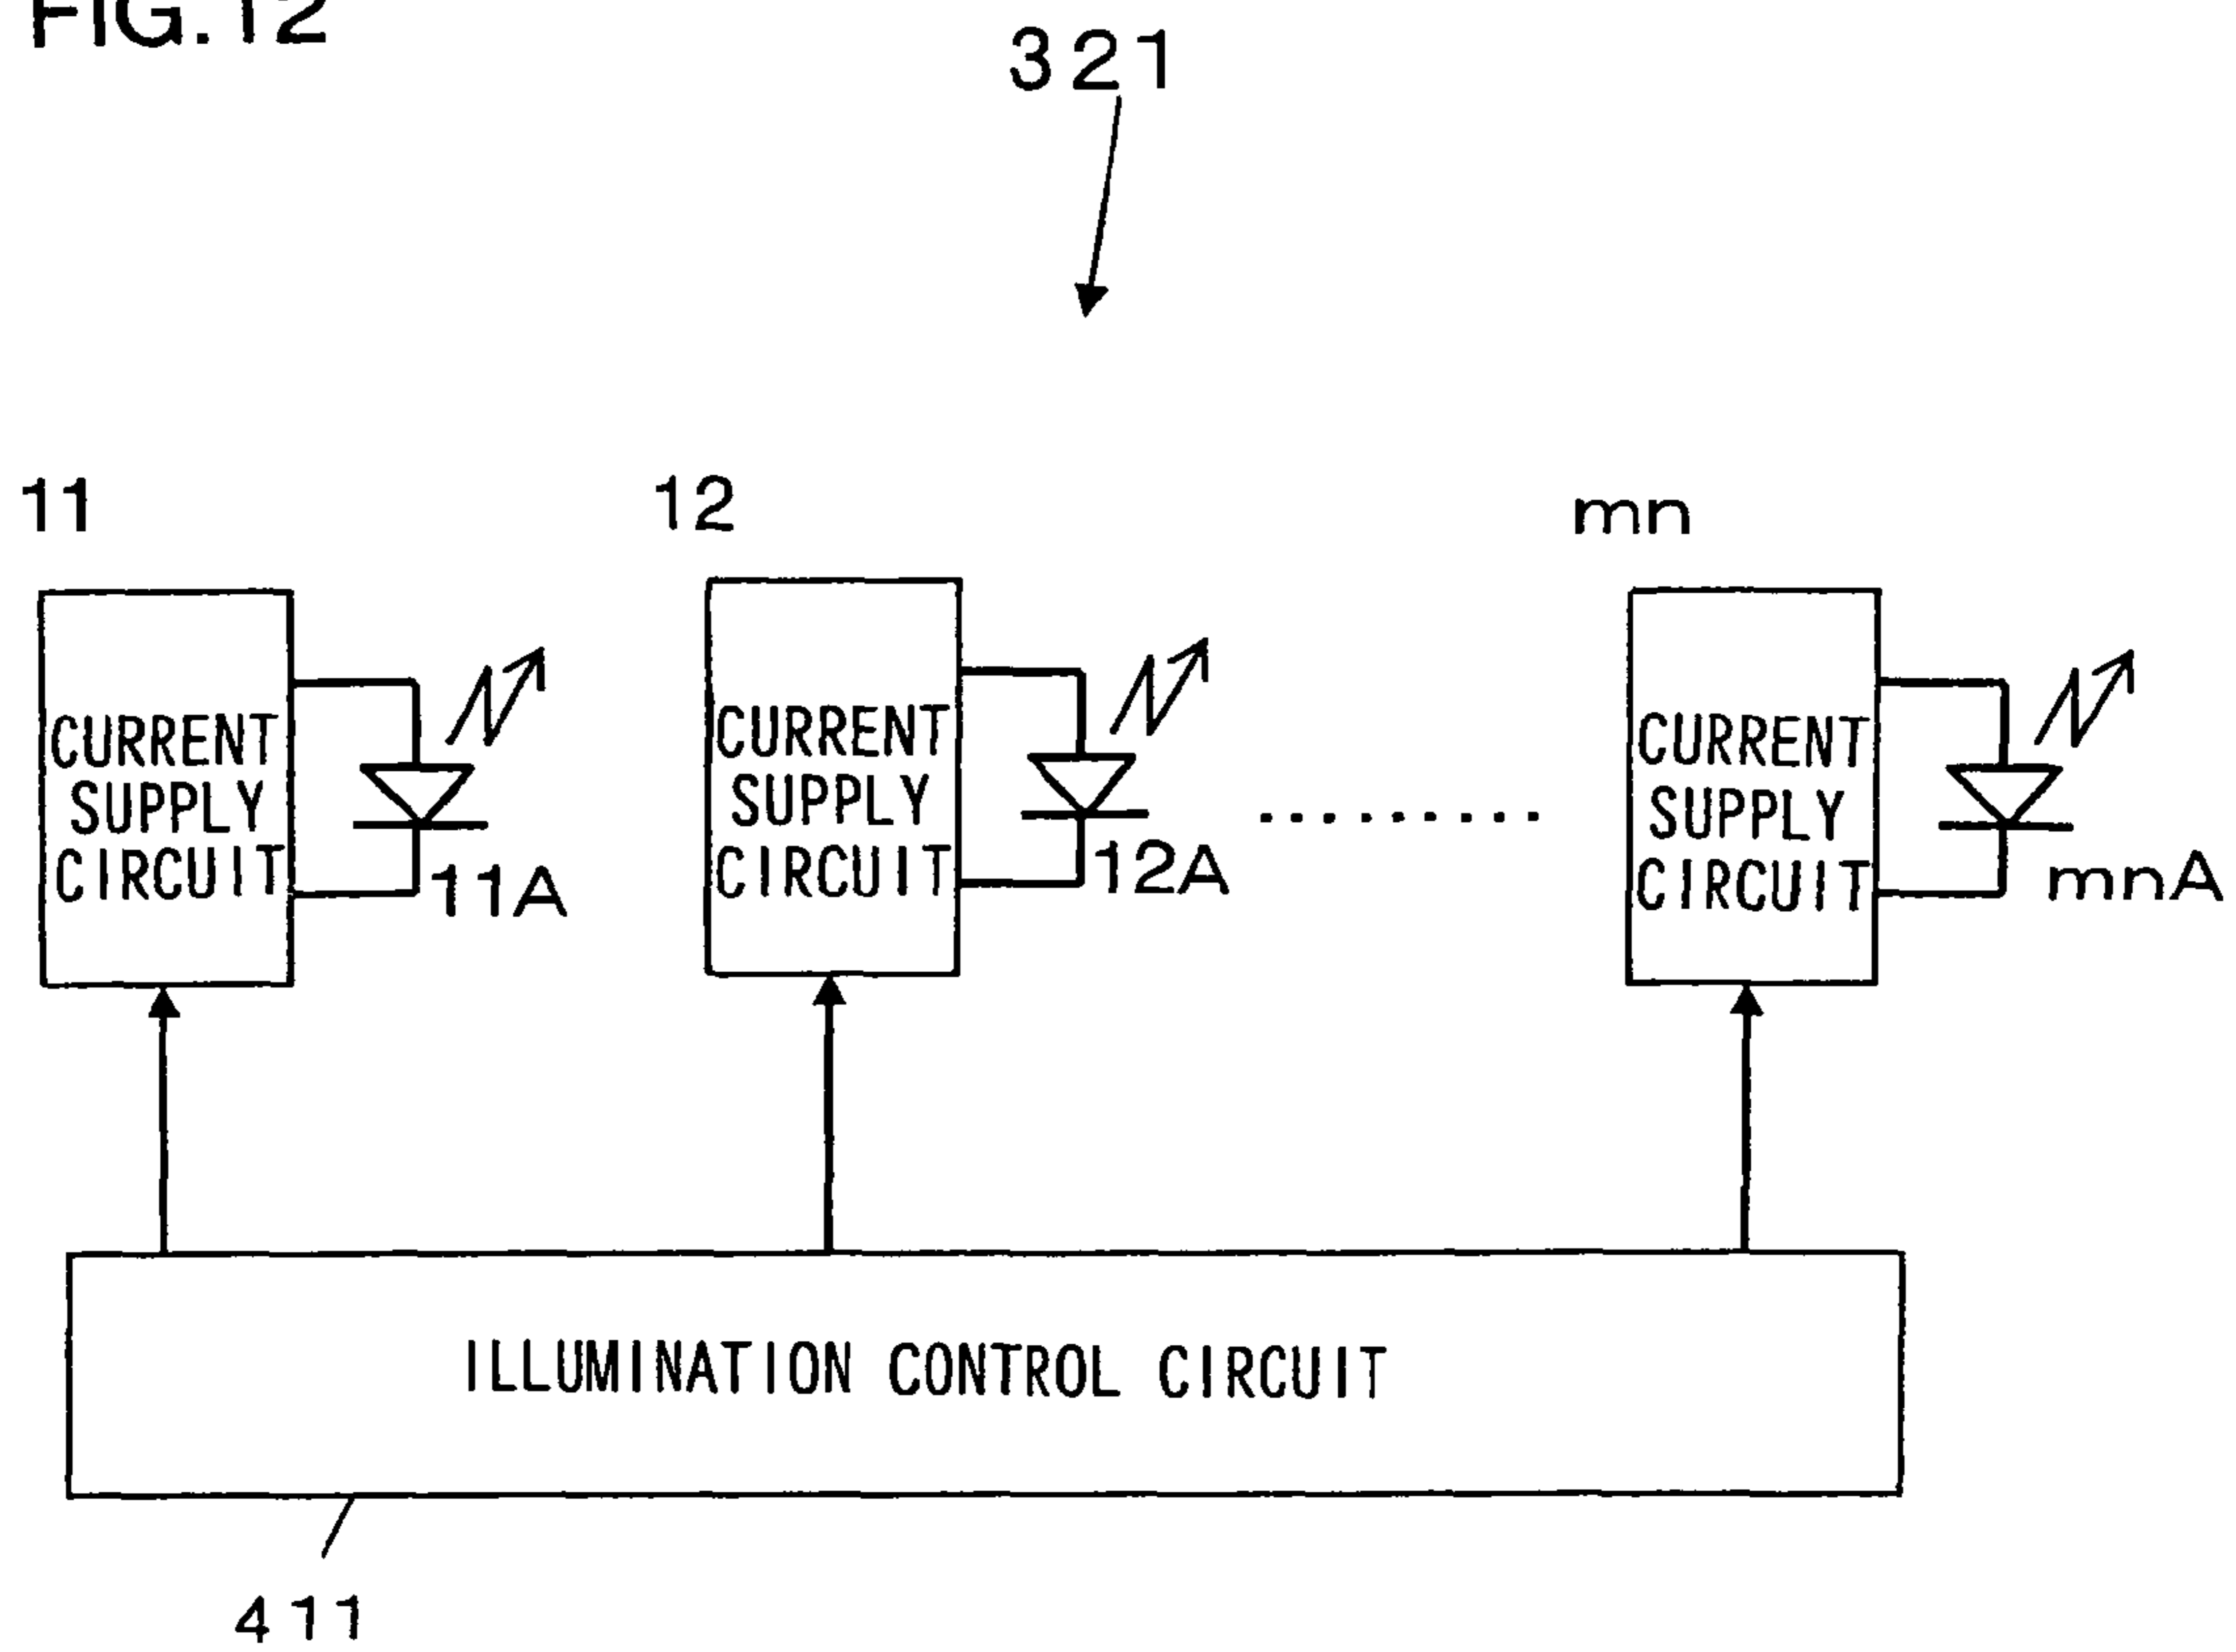 FIG.12
321
11
12
mn
CURRENT
SUPPLY
CIRCUIT
11A
CURRENT
SUPPLY
CIRCUIT
12A
.........
CURRENT
SUPPLY
CIRCUIT
mnA
ILLUMINATION CONTROL CIRCUIT
411